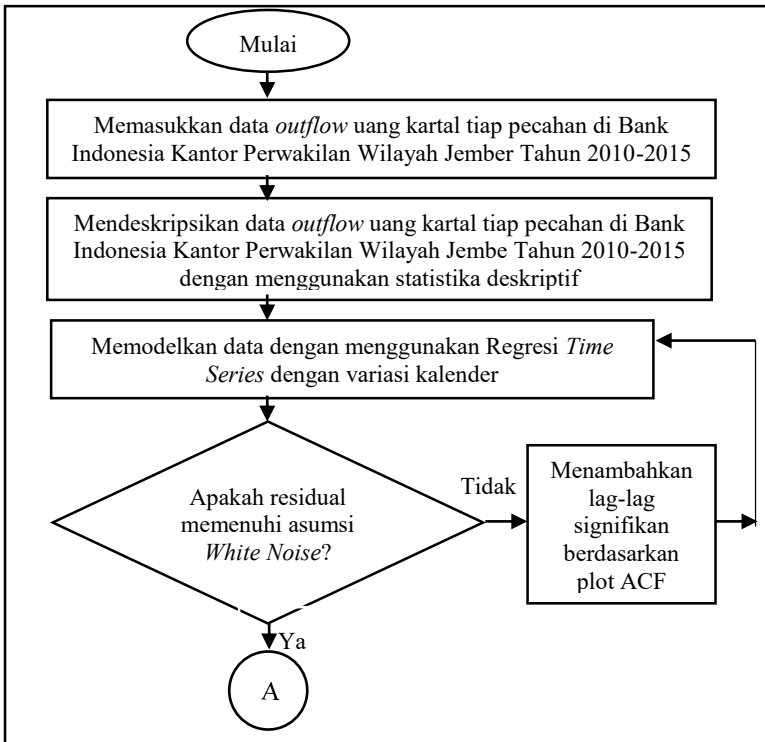 Mulai
Memasukkan data outflow uang kartal tiap pecahan di Bank
Indonesia Kantor Perwakilan Wilayah Jember Tahun 2010-2015
Mendeskripsikan data outflow uang kartal tiap pecahan di Bank
Indonesia Kantor Perwakilan Wilayah Jembe Tahun 2010-2015
dengan menggunakan statistika deskriptif
Memodelkan data dengan menggunakan Regresi Time
Series dengan variasi kalender
Apakah residual
memenuhi asumsi
White Noise?
Tidak
Menambahkan
lag-lag
signifikan
berdasarkan
plot ACF
Ya
A